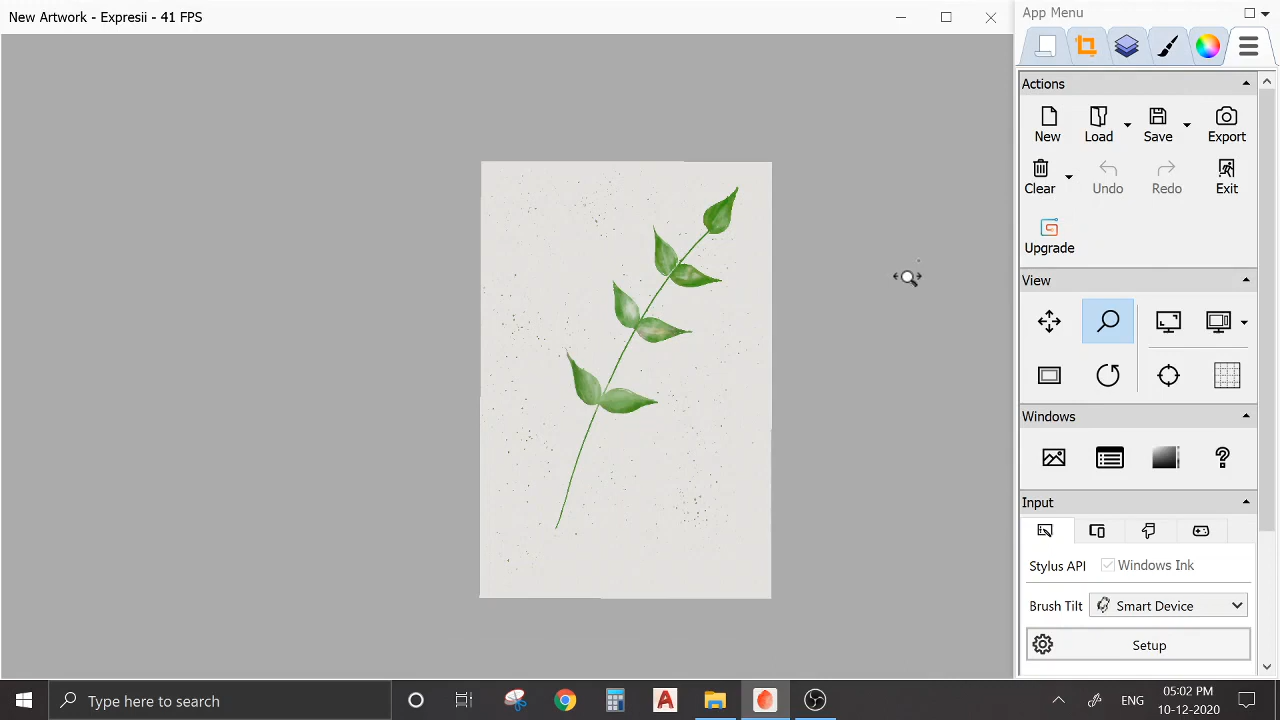 New Artwork - Expresii - 41 FPS
App Menu
Actions
New
Load
Save
Export
Clear
Undo
Redo
Exit
Upgrade
View
Windows
Input
Stylus API
Windows Ink
Brush Tilt
Smart Device
Setup
Type here to search
ENG
05:02 PM
10-12-2020